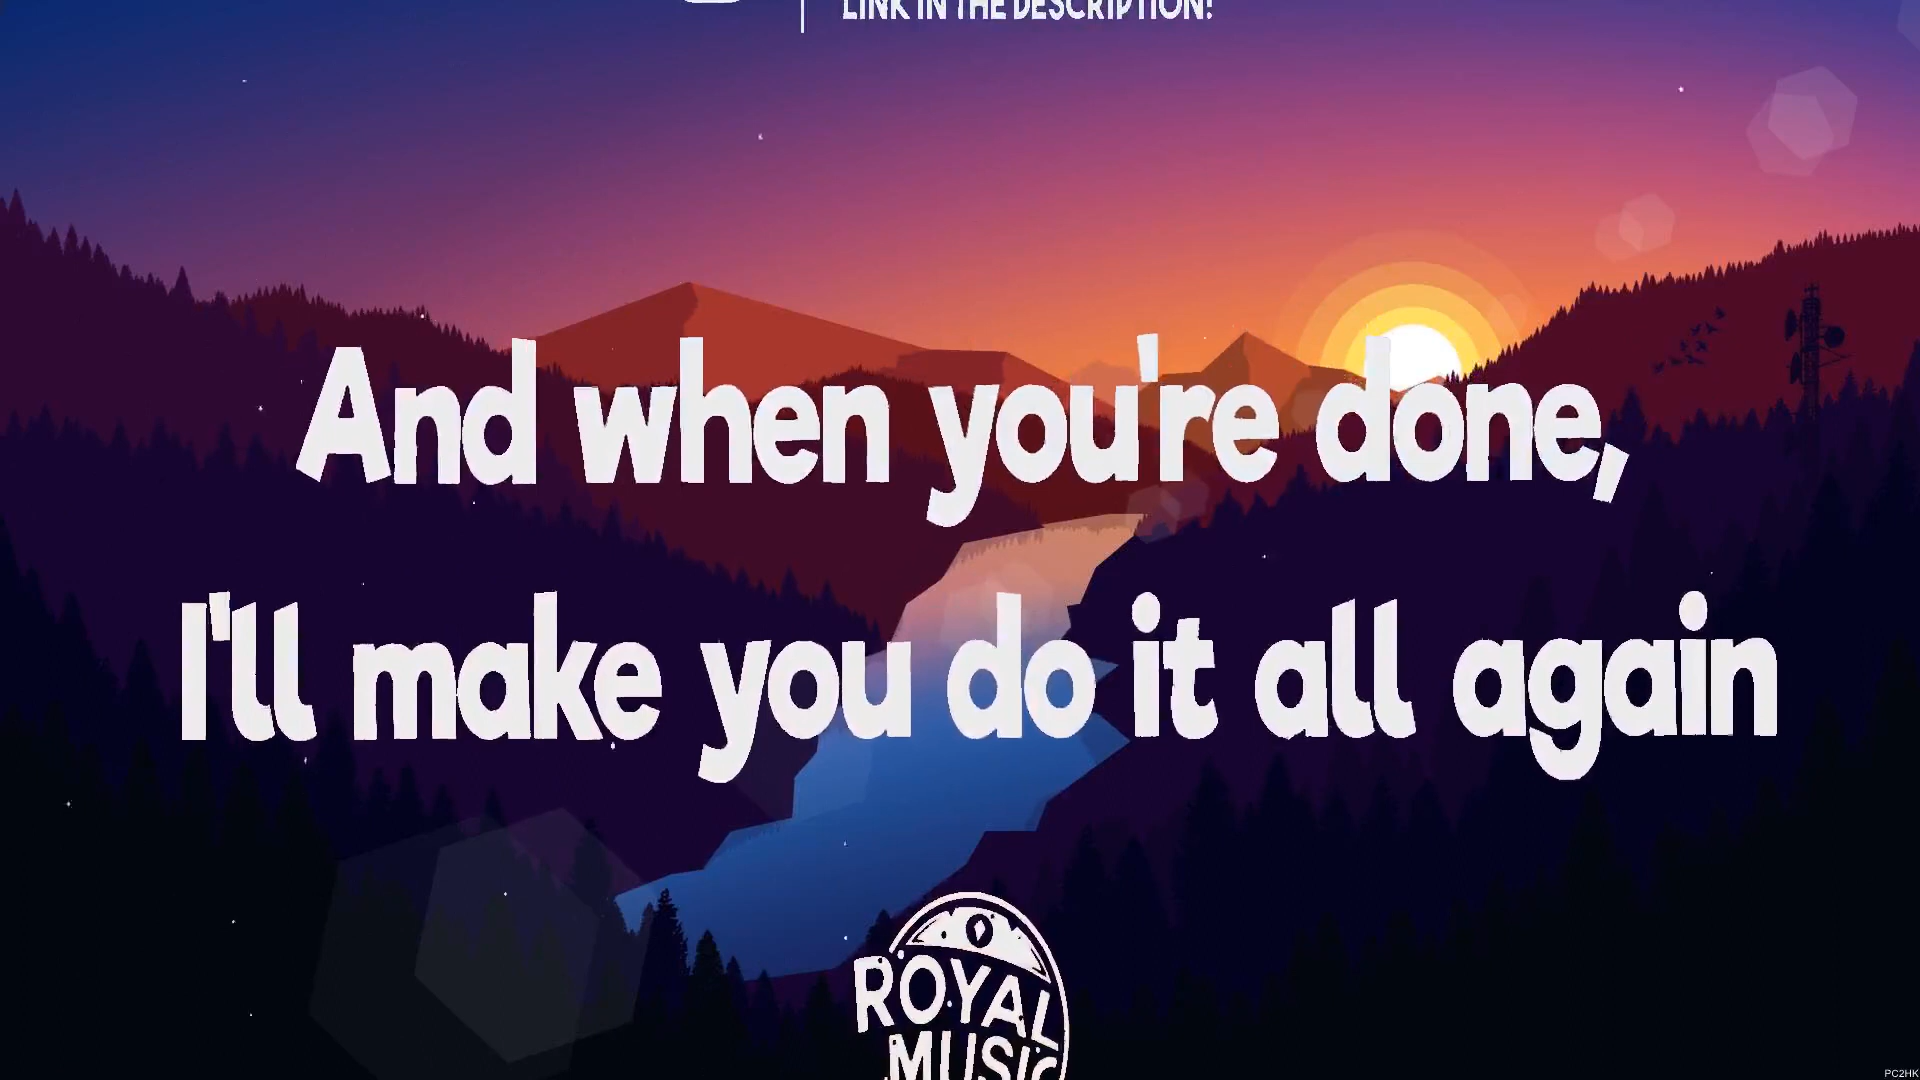 LINK IN THE DESCRIPTION!
And when you're done,
I'll make you do it all again
ROYAL
MUSIC
PC2HK